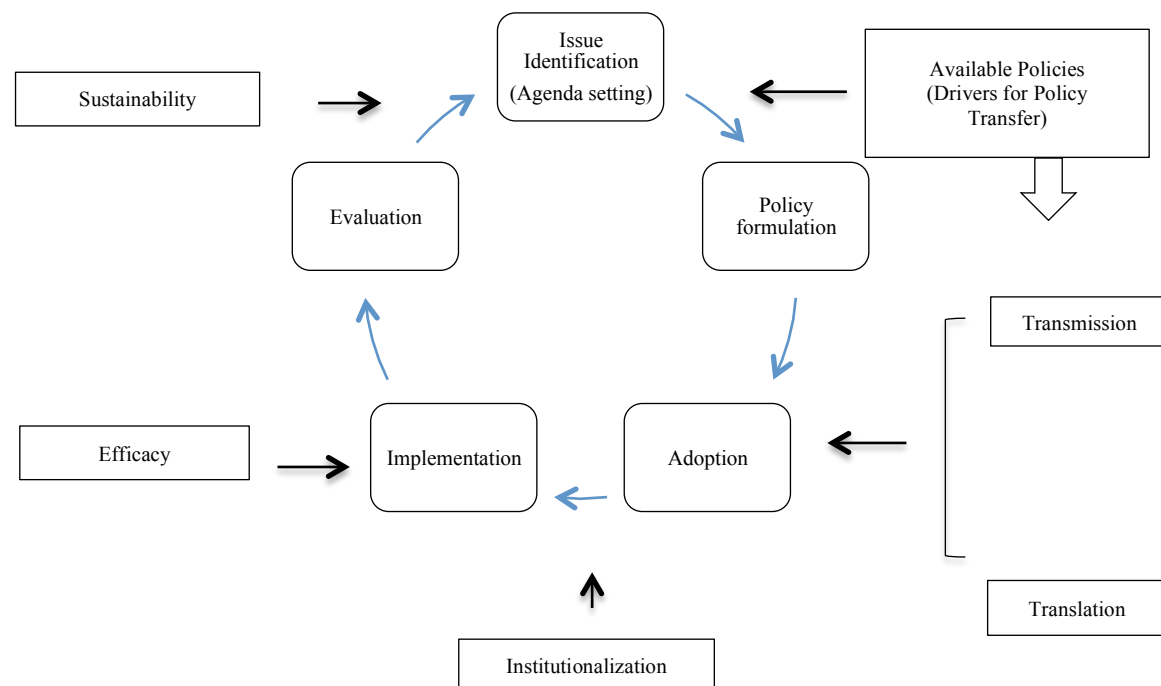 Issue
Identification
(Agenda setting)
Available Policies
(Drivers for Policy
Transfer)
Sustainability
Evaluation
Policy
formulation
Transmission
Efficacy
Implementation
Adoption
Translation
Institutionalization